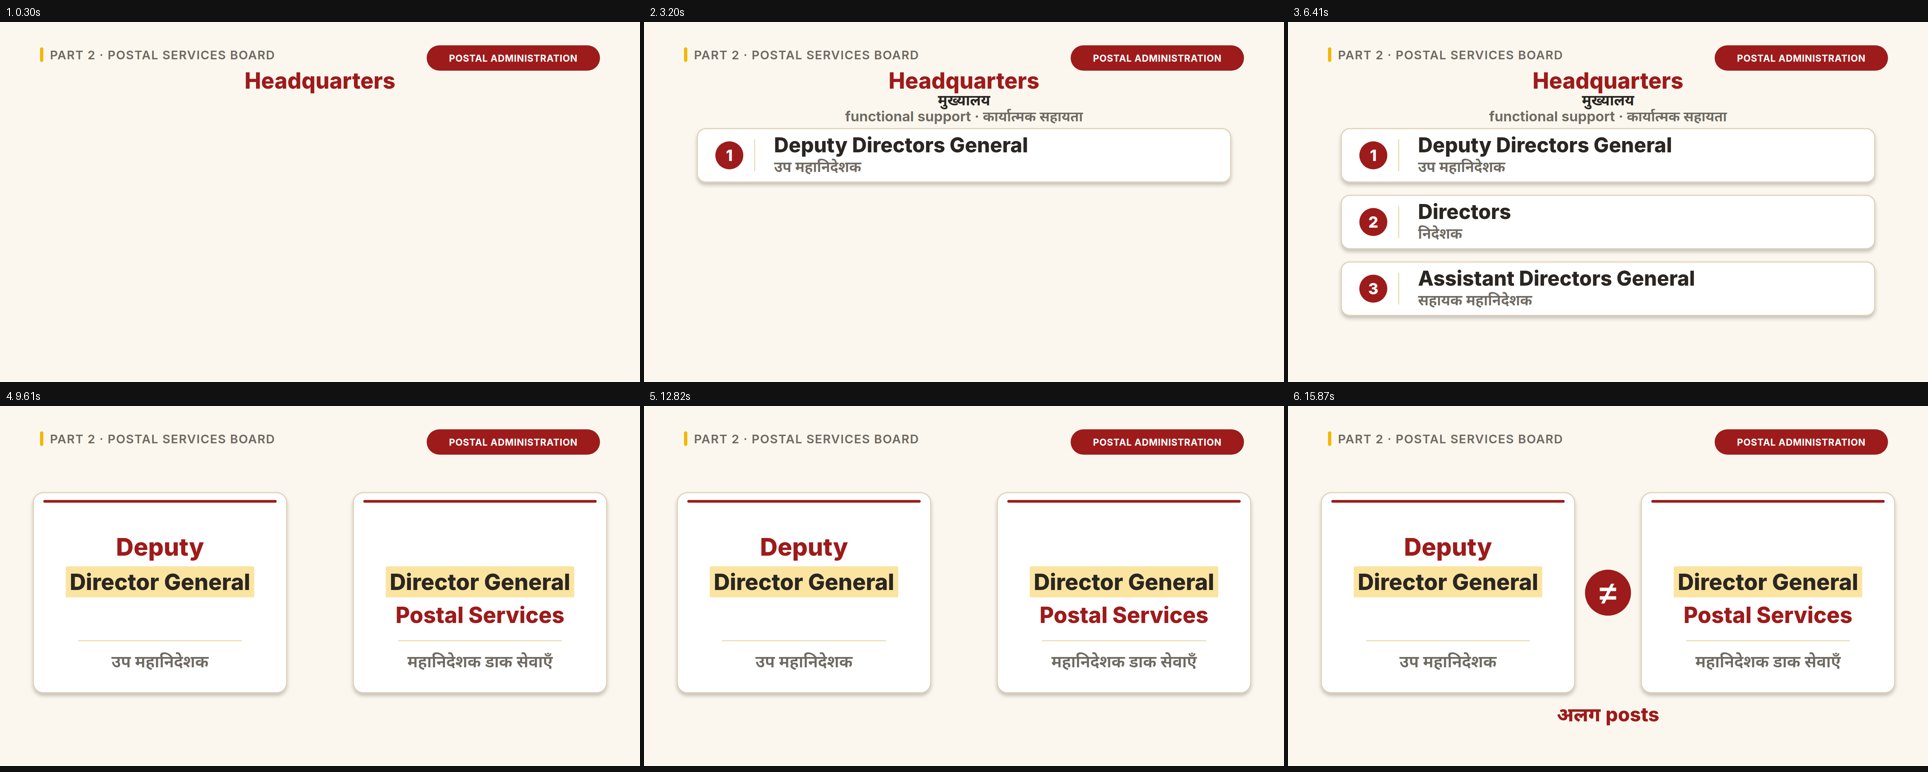 1. 0.30s
PART 2 · POSTAL SERVICES BOARD
POSTAL ADMINISTRATION
Headquarters
2. 3.20s
PART 2 · POSTAL SERVICES BOARD
POSTAL ADMINISTRATION
Headquarters
मुख्यालय
functional support · कार्यात्मक सहायता
1
Deputy Directors General
उप महानिदेशक
3. 6.41s
PART 2 · POSTAL SERVICES BOARD
POSTAL ADMINISTRATION
Headquarters
मुख्यालय
functional support · कार्यात्मक सहायता
1
Deputy Directors General
उप महानिदेशक
2
Directors
निदेशक
3
Assistant Directors General
सहायक महानिदेशक
4. 9.61s
PART 2 · POSTAL SERVICES BOARD
POSTAL ADMINISTRATION
Deputy
Director General
उप महानिदेशक
Director General
Postal Services
महानिदेशक डाक सेवाएँ
5. 12.82s
PART 2 · POSTAL SERVICES BOARD
POSTAL ADMINISTRATION
Deputy
Director General
उप महानिदेशक
Director General
Postal Services
महानिदेशक डाक सेवाएँ
6. 15.87s
PART 2 · POSTAL SERVICES BOARD
POSTAL ADMINISTRATION
Deputy
Director General
उप महानिदेशक
≠
Director General
Postal Services
महानिदेशक डाक सेवाएँ
अलग posts